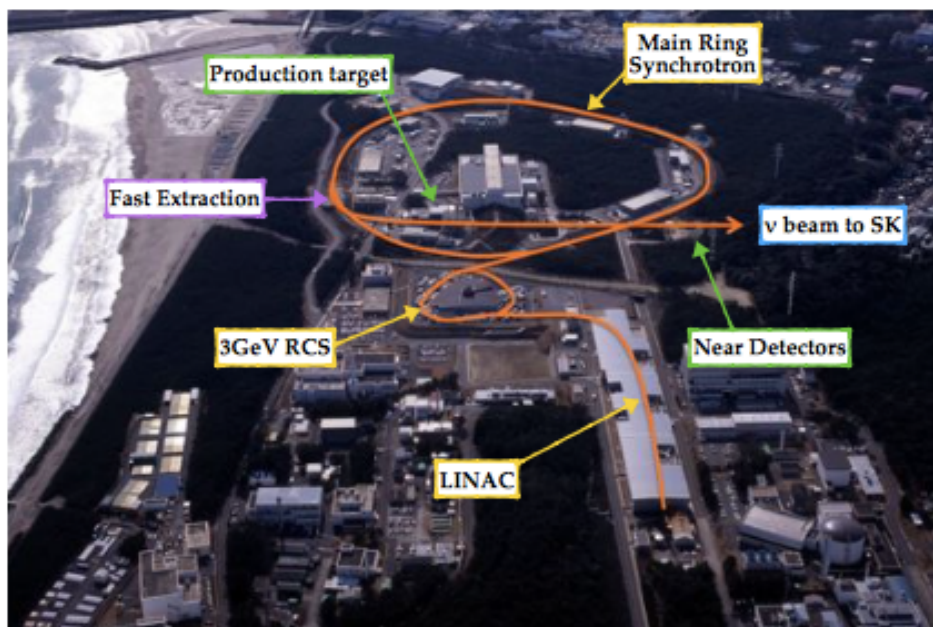 Main Ring
Synchrotron
Production target
Fast Extraction
ν beam to SK
3GeV RCS
Near Detectors
LINAC